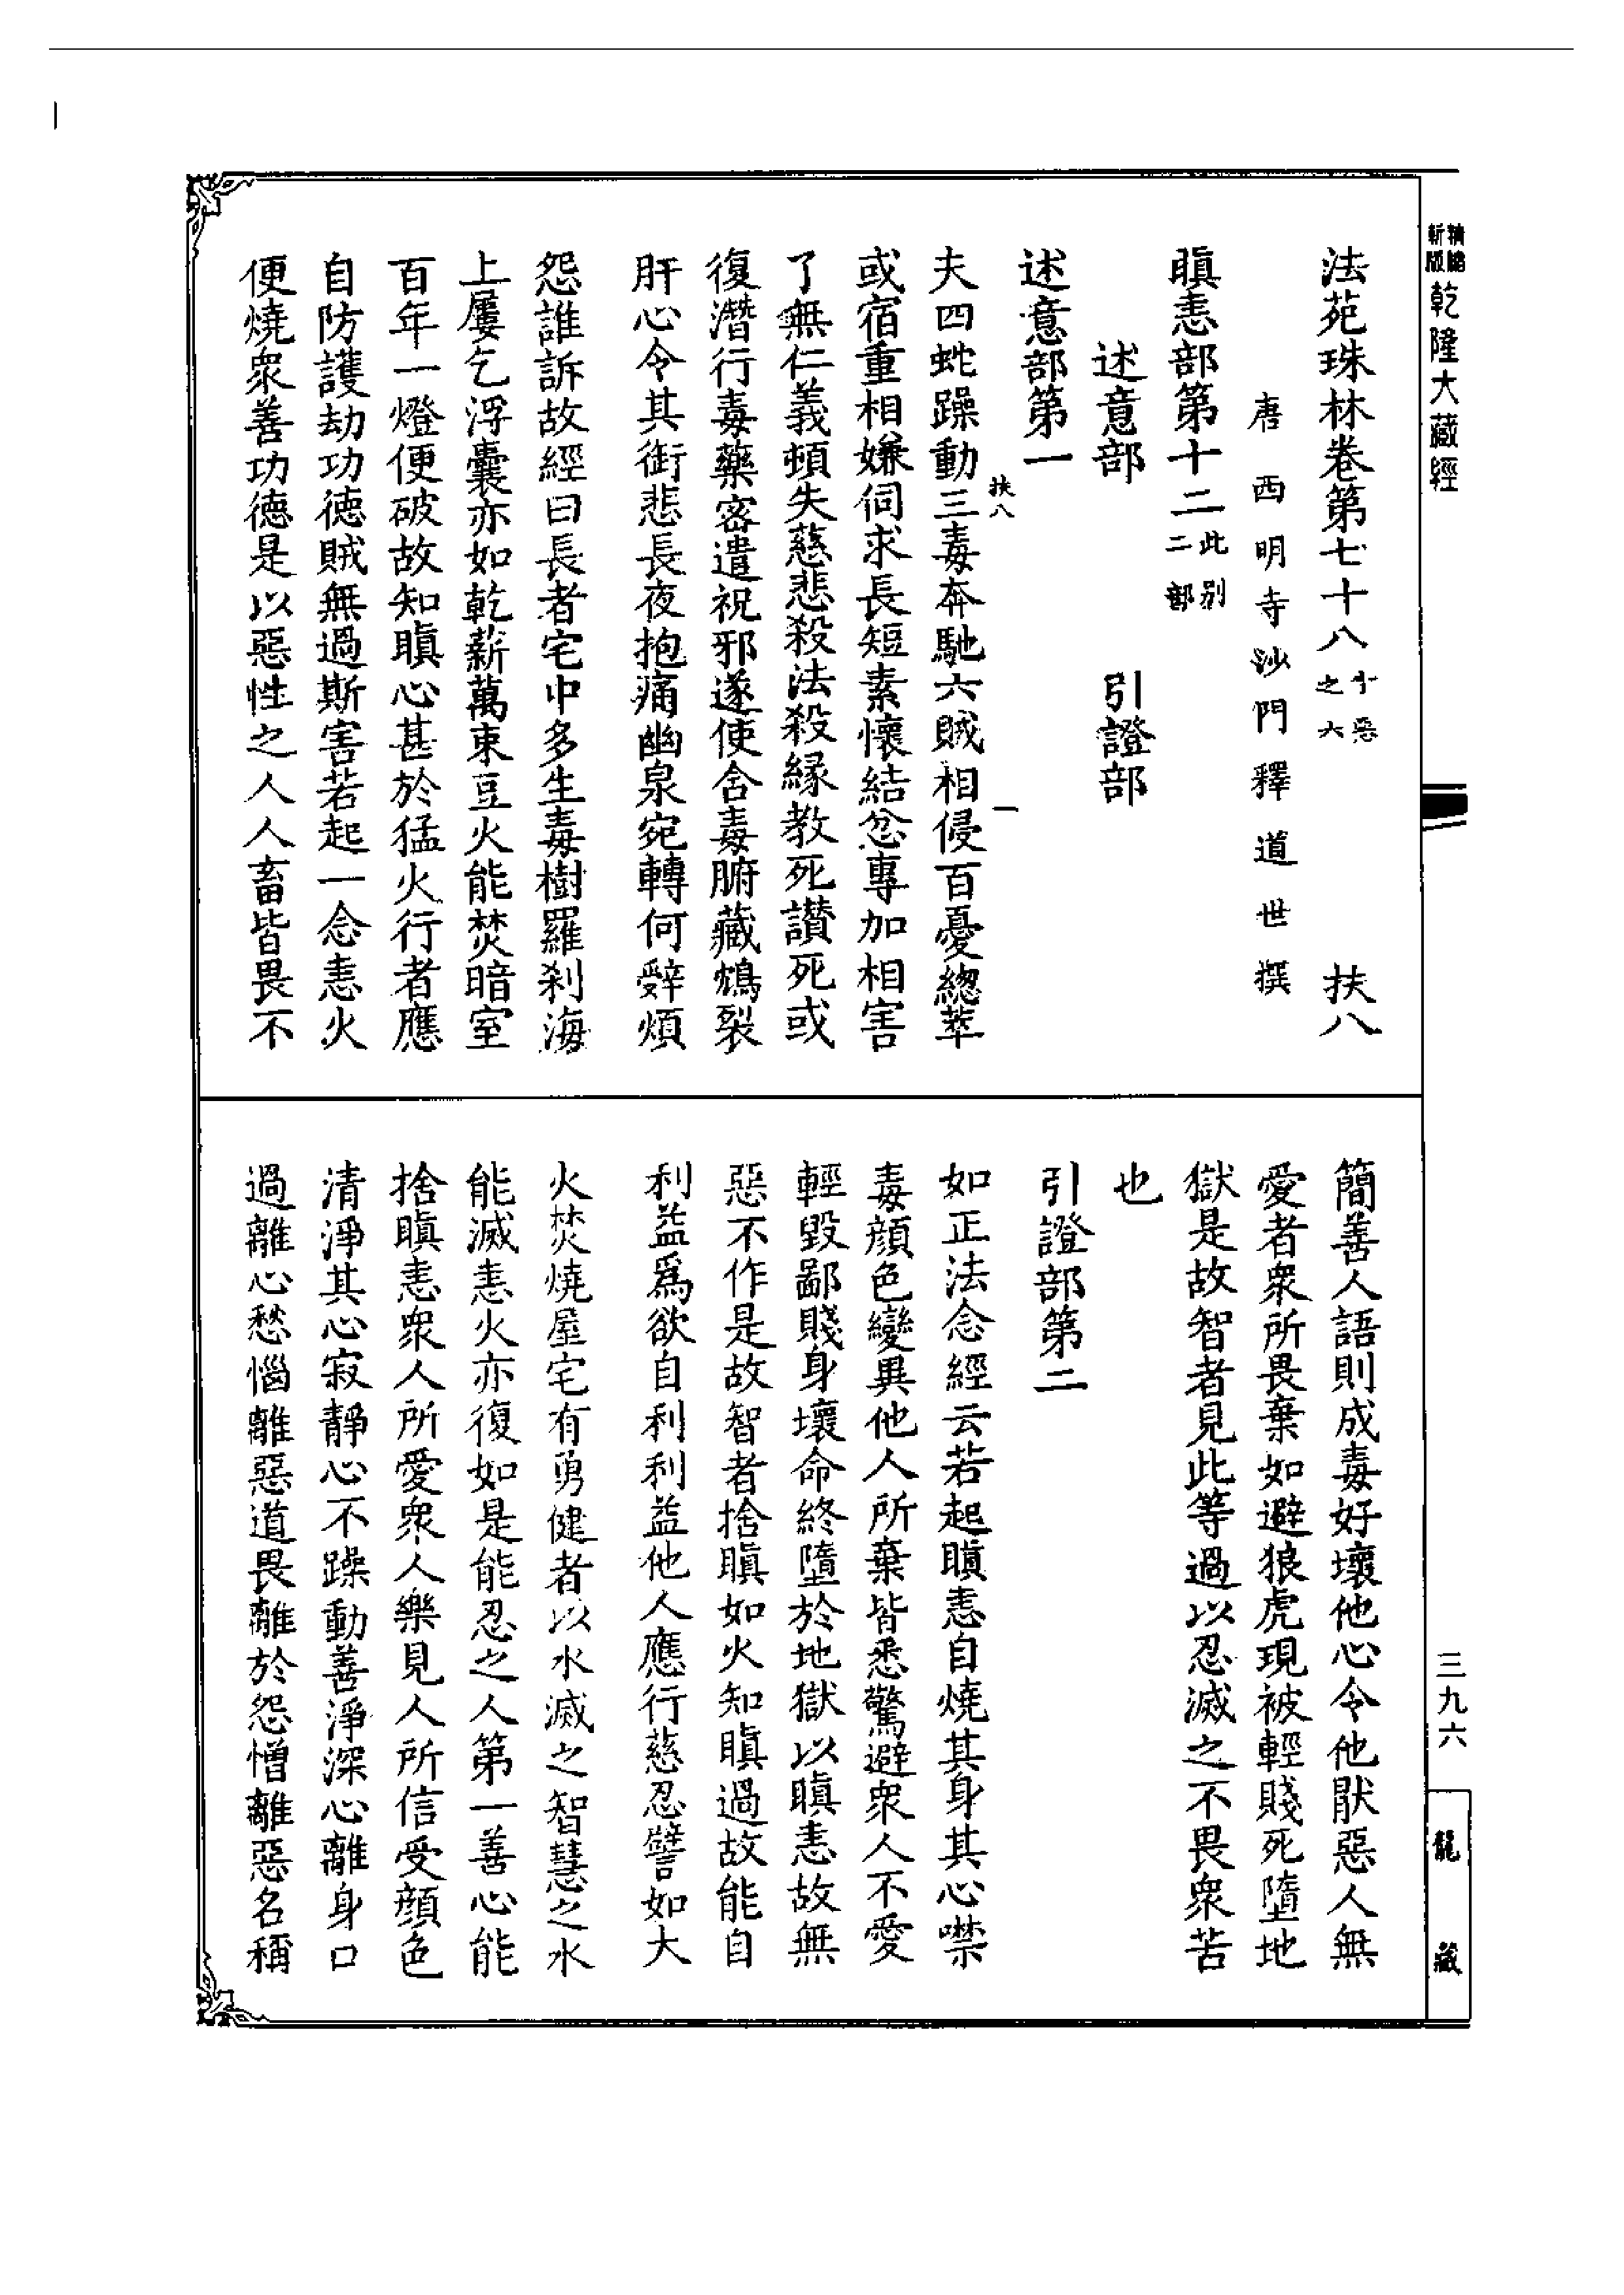 精縮新版乾隆大藏經
法苑珠林卷第七十八十惡之六 扶八
唐西明寺沙門釋道世撰
瞋恚部第十二此別二部
述意部 引證部
述意部第一
扶八 一
夫四蛇躁動三毒奔馳六賊相侵百憂總萃
或宿重相嫌伺求長短素懷結忿專加相害
了無仁義頓失慈悲殺法殺緣教死讚死或
復潛行毒藥密遣祝邪遂使含毒腑藏鴆裂
肝心令其銜悲長夜抱痛幽泉宛轉何辭煩
怨誰訴故經曰長者宅中多生毒樹羅剎海
上屢乞浮囊亦如乾薪萬束豆火能焚暗室
百年一燈便破故知瞋心甚於猛火行者應
自防護劫功德賊無過斯害若起一念恚火
便燒眾善功德是以惡性之人人畜皆畏不
簡善人語則成毒好壞他心令他猒惡人無
愛者眾所畏棄如避狼虎現被輕賤死墮地
獄是故智者見此等過以忍滅之不畏眾苦
也
引證部第二
如正法念經云若起瞋恚自燒其身其心噤
毒顏色變異他人所棄皆悉驚避眾人不愛
輕毀鄙賤身壞命終墮於地獄以瞋恚故無
惡不作是故智者捨瞋如火知瞋過故能自
利益為欲自利利益他人應行慈忍譬如大
火焚燒屋宅有勇健者以水滅之智慧之水
能滅恚火亦復如是能忍之人第一善心能
捨瞋恚眾人所愛眾人樂見人所信受顏色
清淨其心寂靜心不躁動善淨深心離身口
過離心愁惱離惡道畏離於怨憎離惡名稱
三九六
龍藏